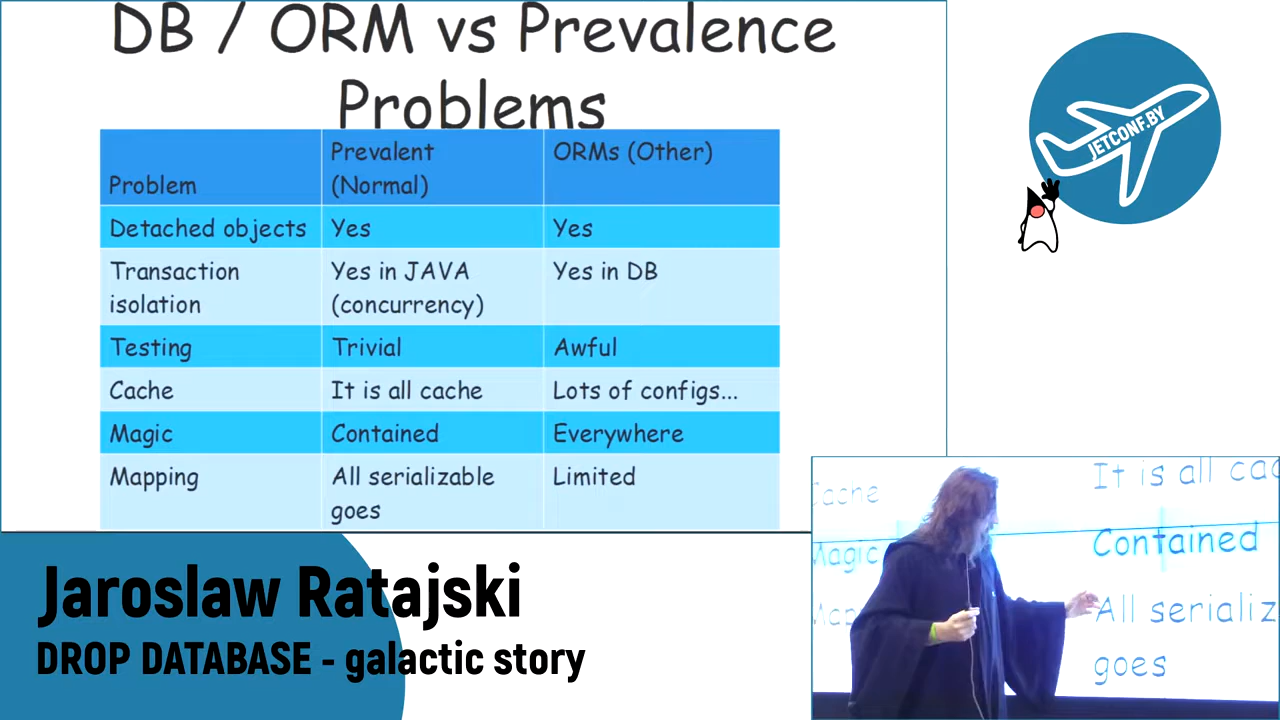 DB / ORM vs Prevalence
Problems
Problem
Prevalent
(Normal)
ORMs (Other)
Detached objects
Yes
Yes
Transaction
isolation
Yes in JAVA
(concurrency)
Yes in DB
Testing
Trivial
Awful
Cache
It is all cache
Lots of configs...
Magic
Contained
Everywhere
Mapping
All serializable
goes
Limited
JETCONF.BY
Jaroslaw Ratajski
DROP DATABASE - galactic story
Cache
It is all cac
Magic
Contained
All serializ
goes